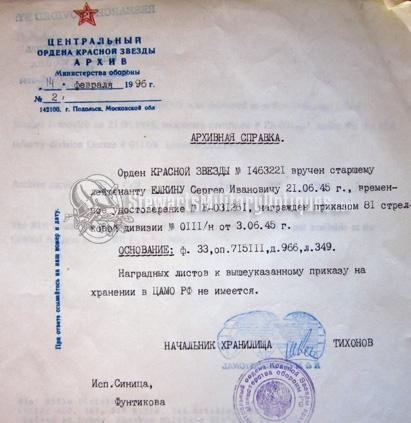 ЦЕНТРАЛЬНЫЙ
ОРДЕНА КРАСНОЙ ЗВЕЗДЫ
АРХИВ
Министерства обороны
14 февраля 1996 г.
№ 2
142100, г. Подольск, Московской обл
АРХИВНАЯ СПРАВКА.
Орден КРАСНОЙ ЗВЕЗДЫ № 1463221 вручен старшему
лейтенанту Сергею Ивановичу 21.06.45 г., времен-
ное удостоверение награжден приказом 81 стрел-
ковой дивизии № 0111/н от 3.06.45 г.
ОСНОВАНИЕ: ф. 33, оп.715111, д.966, л.349.
Наградных листов к вышеуказанному приказу на
хранении в ЦАМО РФ не имеется.
При ответе ссылайтесь на наш номер и дату.
НАЧАЛЬНИК ХРАНИЛИЩА ТИХОНОВ
Исп.Синица,
Фунтикова